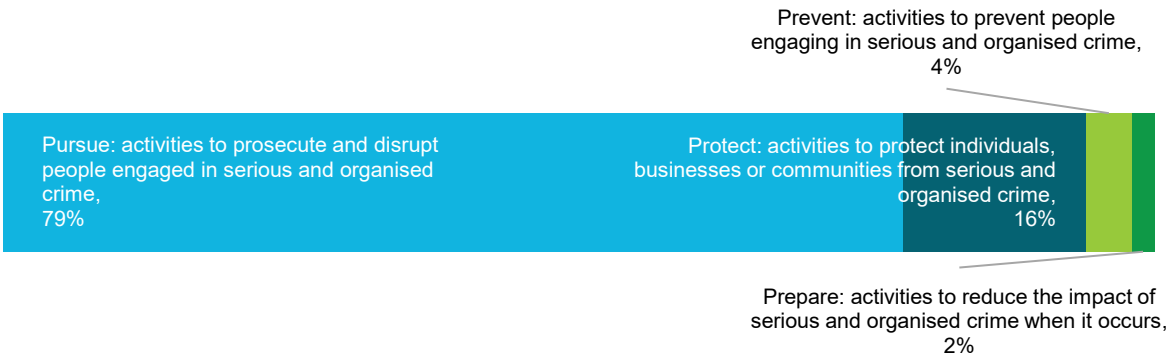 Prevent: activities to prevent people
engaging in serious and organised crime,
4%
Pursue: activities to prosecute and disrupt
people engaged in serious and organised
crime,
79%
Protect: activities to protect individuals,
businesses or communities from serious and
organised crime,
16%
Prepare: activities to reduce the impact of
serious and organised crime when it occurs,
2%